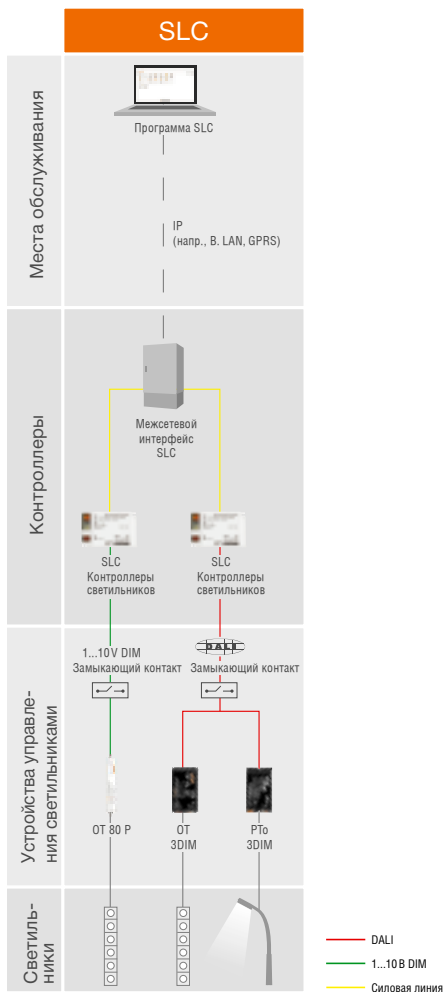 SLC
Места обслуживания
Программа SLC
IP
(напр., В. LAN, GPRS)
Контроллеры
Межсетевой
интерфейс
SLC
SLC
Контроллеры
светильников
SLC
Контроллеры
светильников
Устройства управле-
ния светильниками
1...10V DIM
Замыкающий контакт
DALI
Замыкающий контакт
OT 80 P
OT
3DIM
PTo
3DIM
Светиль-
ники
DALI
1...10 В DIM
Силовая линия